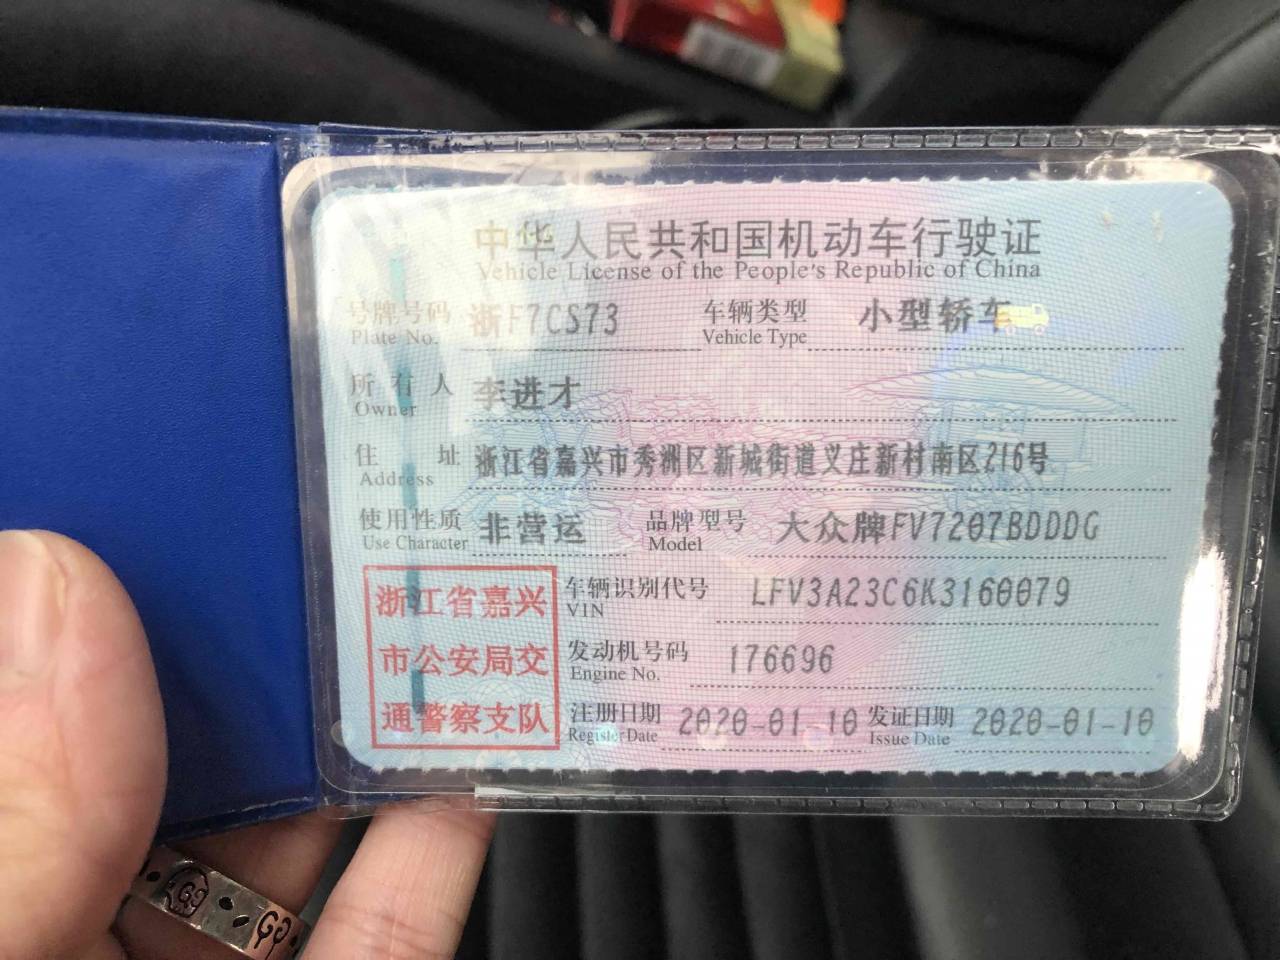 中华人民共和国机动车行驶证
Vehicle License of the People's Republic of China
号牌号码 浙F7CS73 车辆类型 小型轿车
Plate No. Vehicle Type
所有人 李进才
Owner
住址 浙江省嘉兴市秀洲区新城街道义庄新村南区216号
Address
使用性质 非营运 品牌型号 大众牌FV7207BDDDG
Use Character Model
浙江省嘉兴
市公安局交
通警察支队
车辆识别代号 LFV3A23C6K3160079
VIN
发动机号码 176696
Engine No.
注册日期 2020-01-10 发证日期 2020-01-10
Register Date Issue Date
GG
GG